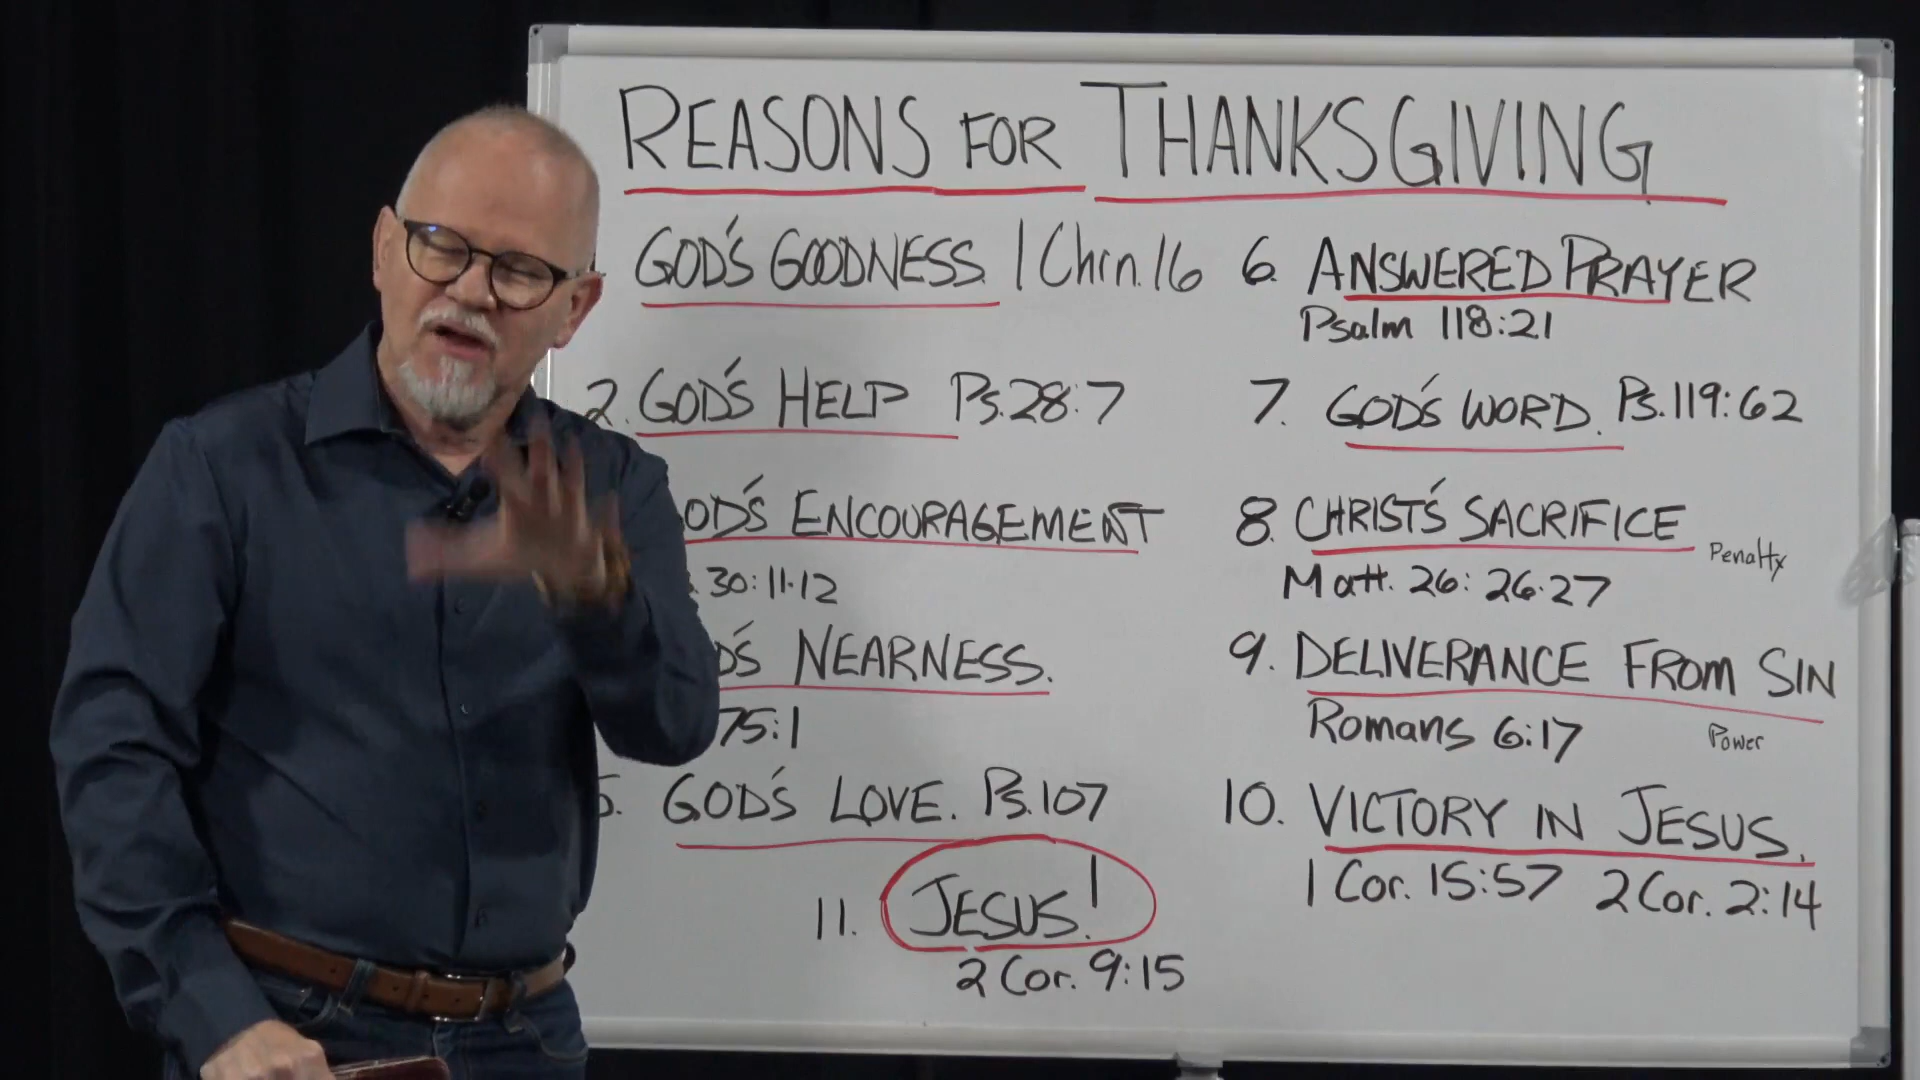 REASONS FOR THANKSGIVING
GOD'S GOODNESS. 1 Chrn. 16
2. GOD'S HELP Ps. 28:7
OD'S ENCOURAGEMENT
. 30:11-12
D'S NEARNESS.
75:1
5. GOD'S LOVE. Ps. 107
11. JESUS!
2 Cor. 9:15
6. ANSWERED PRAYER
Psalm 118:21
7. GOD'S WORD. Ps. 119:62
8. CHRIST'S SACRIFICE
Penalty
Matt. 26:26-27
9. DELIVERANCE FROM SIN
Romans 6:17
Power
10. VICTORY IN JESUS.
1 Cor. 15:57 2 Cor. 2:14